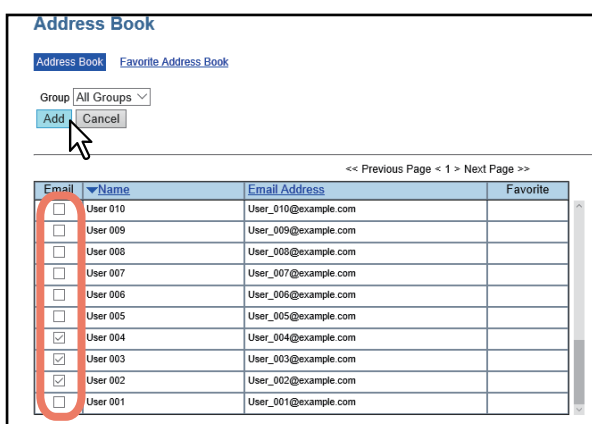 Address Book
Address Book Favorite Address Book
Group All Groups
Add Cancel
<< Previous Page < 1 > Next Page >>
Email Name Email Address Favorite
User 010 User_010@example.com
User 009 User_009@example.com
User 008 User_008@example.com
User 007 User_007@example.com
User 006 User_006@example.com
User 005 User_005@example.com
User 004 User_004@example.com
User 003 User_003@example.com
User 002 User_002@example.com
User 001 User_001@example.com